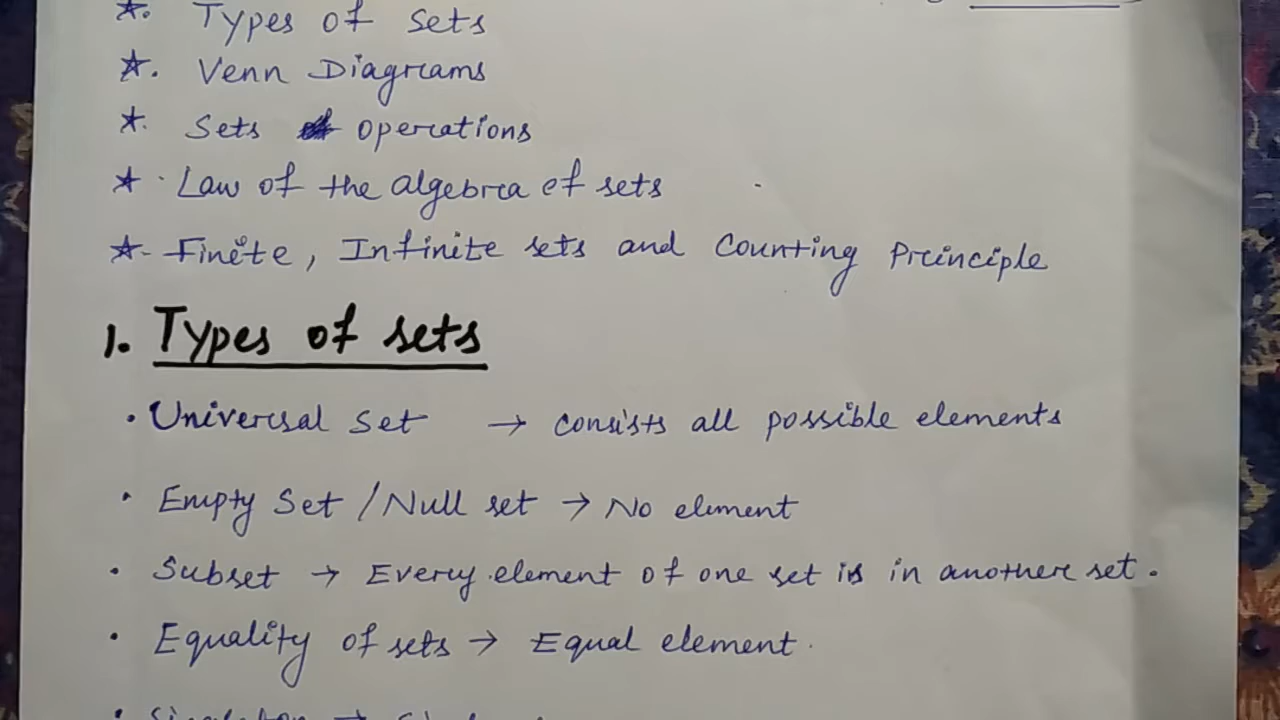 ★. Types of sets
★. Venn Diagrams
★. Sets operations
★. Law of the algebra of sets
★- Finite, Infinite sets and Counting Principle
1. Types of sets
• Universal Set → consists all possible elements
• Empty Set / Null set → No element
• Subset → Every element of one set is in another set.
• Equality of sets → Equal element.
• Singleton →